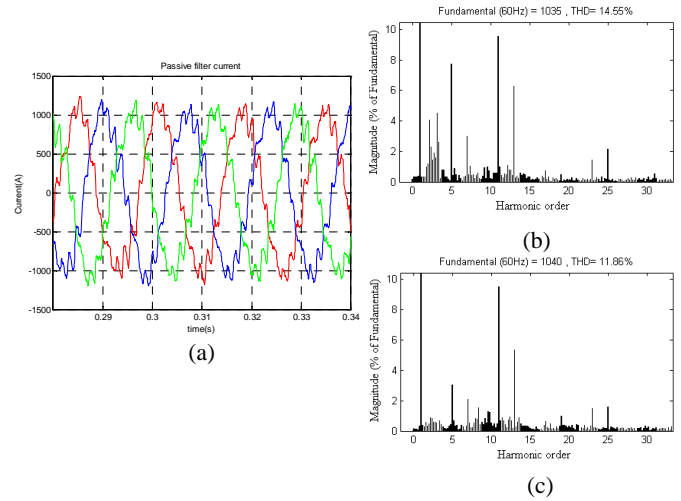 Passive filter current
Current(A)
1500
1000
500
0
-500
-1000
-1500
0.29
0.3
0.31
0.32
0.33
0.34
time(s)
(a)
Fundamental (60Hz) = 1035 , THD= 14.55%
Magnitude (% of Fundamental)
10
8
6
4
2
0
0 5 10 15 20 25 30
Harmonic order
(b)
Fundamental (60Hz) = 1040 , THD= 11.86%
Magnitude (% of Fundamental)
10
8
6
4
2
0
0 5 10 15 20 25 30
Harmonic order
(c)